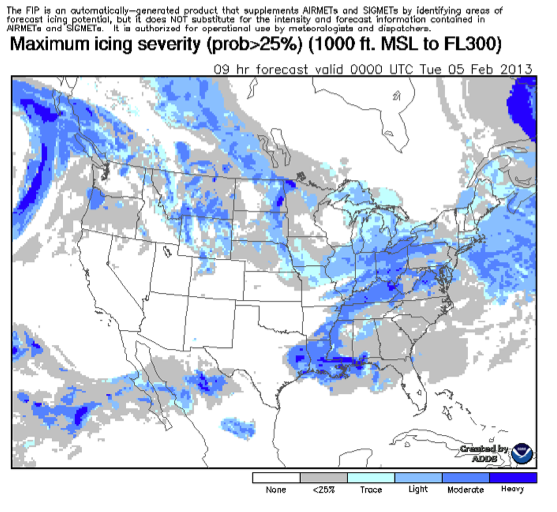 The FIP is an automatically-generated product that supplements AIRMETs and SIGMETs by identifying areas of
forecast icing potential, but it does NOT substitute for the intensity and forecast information contained in
AIRMETs and SIGMETs. It is authorized for operational use by meteorologists and dispatchers.
Maximum icing severity (prob>25%) (1000 ft. MSL to FL300)
09 hr forecast valid 0000 UTC Tue 05 Feb 2013
Created by
ADDS
None <25% Trace Light Moderate Heavy